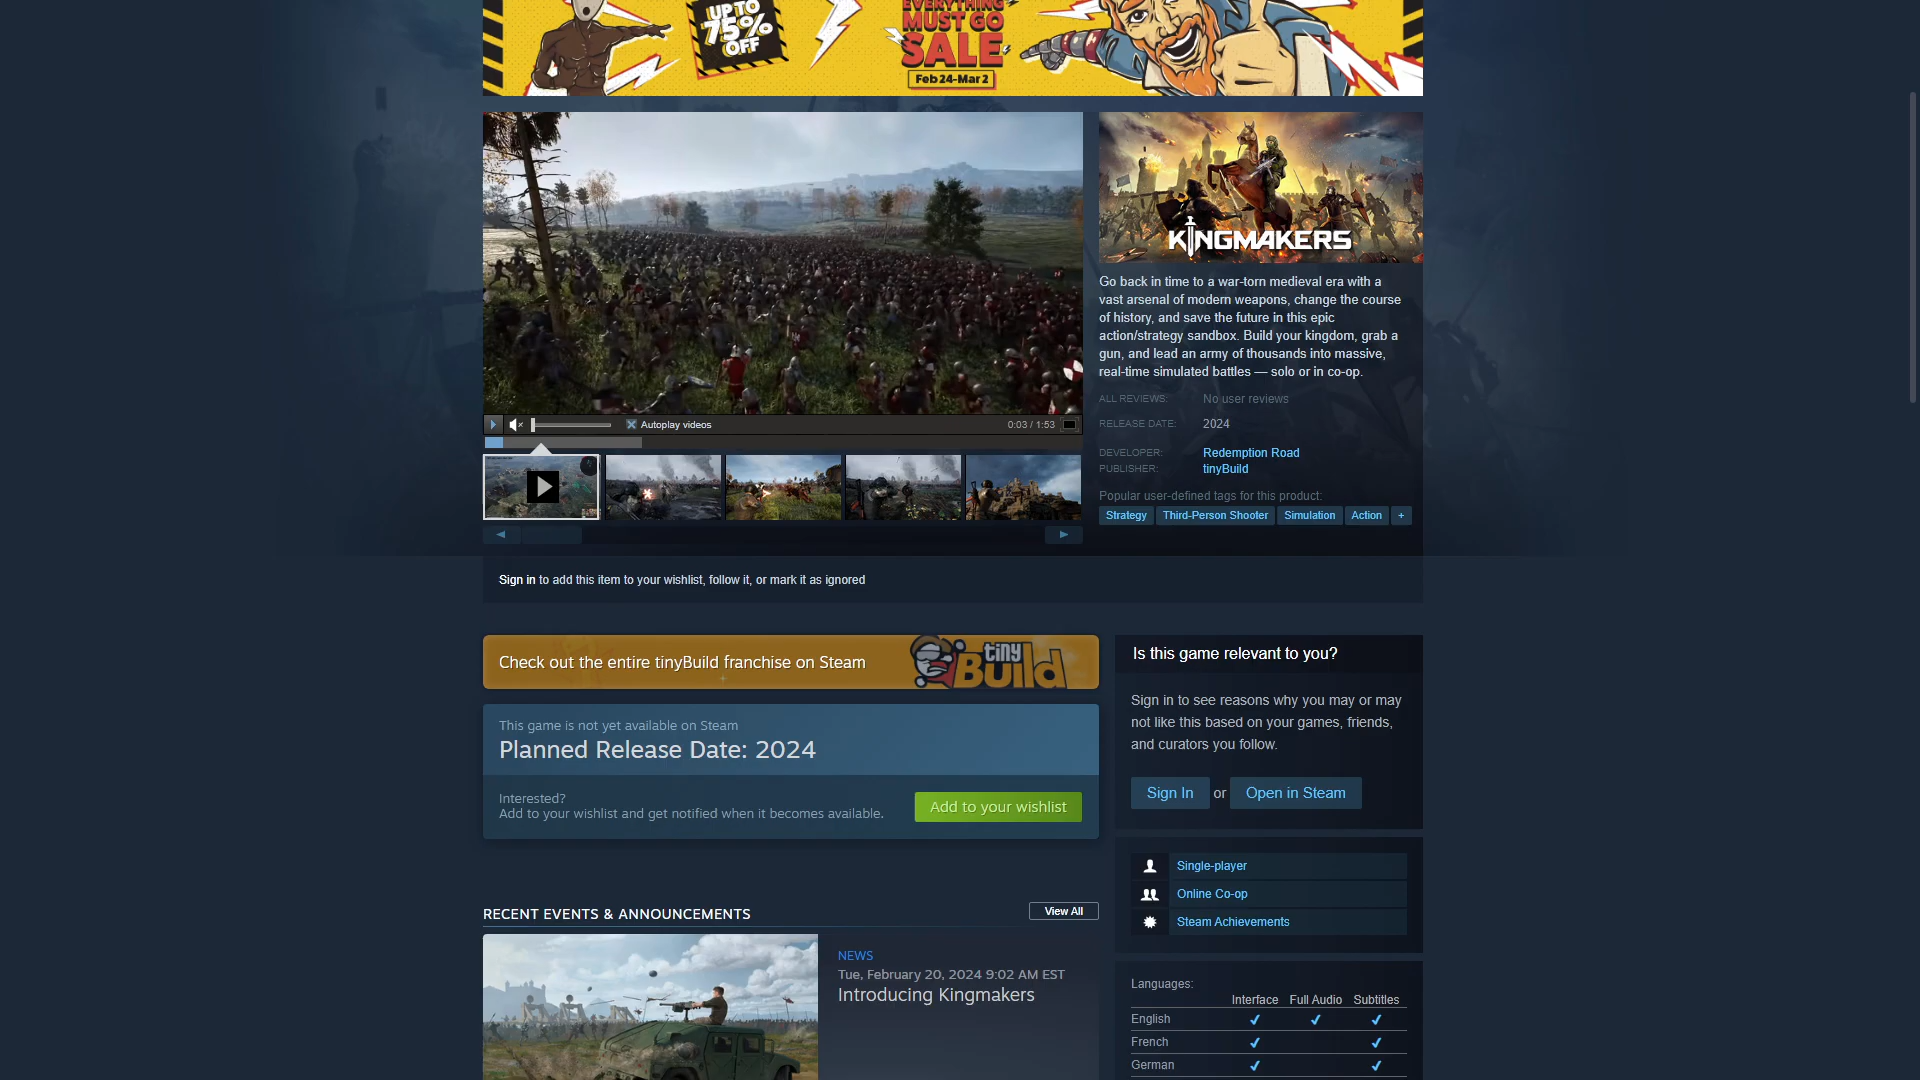 UP TO
75%
OFF
EVERYTHING
MUST GO
SALE
Feb 24-Mar 2
KINGMAKERS
Go back in time to a war-torn medieval era with a
vast arsenal of modern weapons, change the course
of history, and save the future in this epic
action/strategy sandbox. Build your kingdom, grab a
gun, and lead an army of thousands into massive,
real-time simulated battles — solo or in co-op.
ALL REVIEWS: No user reviews
RELEASE DATE: 2024
DEVELOPER: Redemption Road
PUBLISHER: tinyBuild
Popular user-defined tags for this product:
Strategy Third-Person Shooter Simulation Action +
Autoplay videos 0:03 / 1:53
Sign in to add this item to your wishlist, follow it, or mark it as ignored
Check out the entire tinyBuild franchise on Steam
tiny
Build
This game is not yet available on Steam
Planned Release Date: 2024
Interested?
Add to your wishlist and get notified when it becomes available.
Add to your wishlist
RECENT EVENTS & ANNOUNCEMENTS
View All
NEWS
Tue, February 20, 2024 9:02 AM EST
Introducing Kingmakers
Is this game relevant to you?
Sign in to see reasons why you may or may
not like this based on your games, friends,
and curators you follow.
Sign In or Open in Steam
Single-player
Online Co-op
Steam Achievements
Languages:
Interface Full Audio Subtitles
English ✔ ✔ ✔
French ✔ ✔
German ✔ ✔